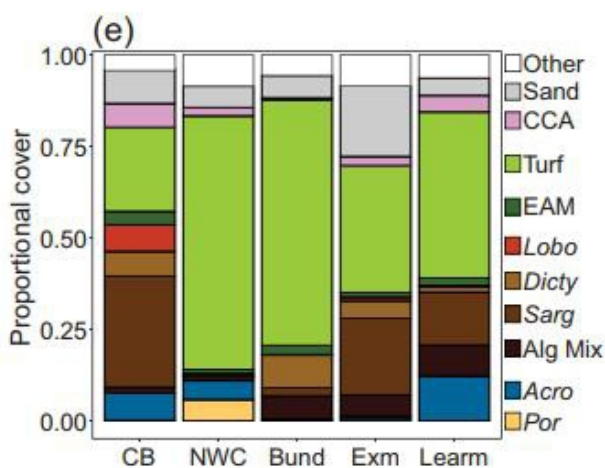 (e)
1.00
0.75
0.50
0.25
0.00
Proportional cover
CB NWC Bund Exm Learm
Other
Sand
CCA
Turf
EAM
Lobo
Dicty
Sarg
Alg Mix
Acro
Por